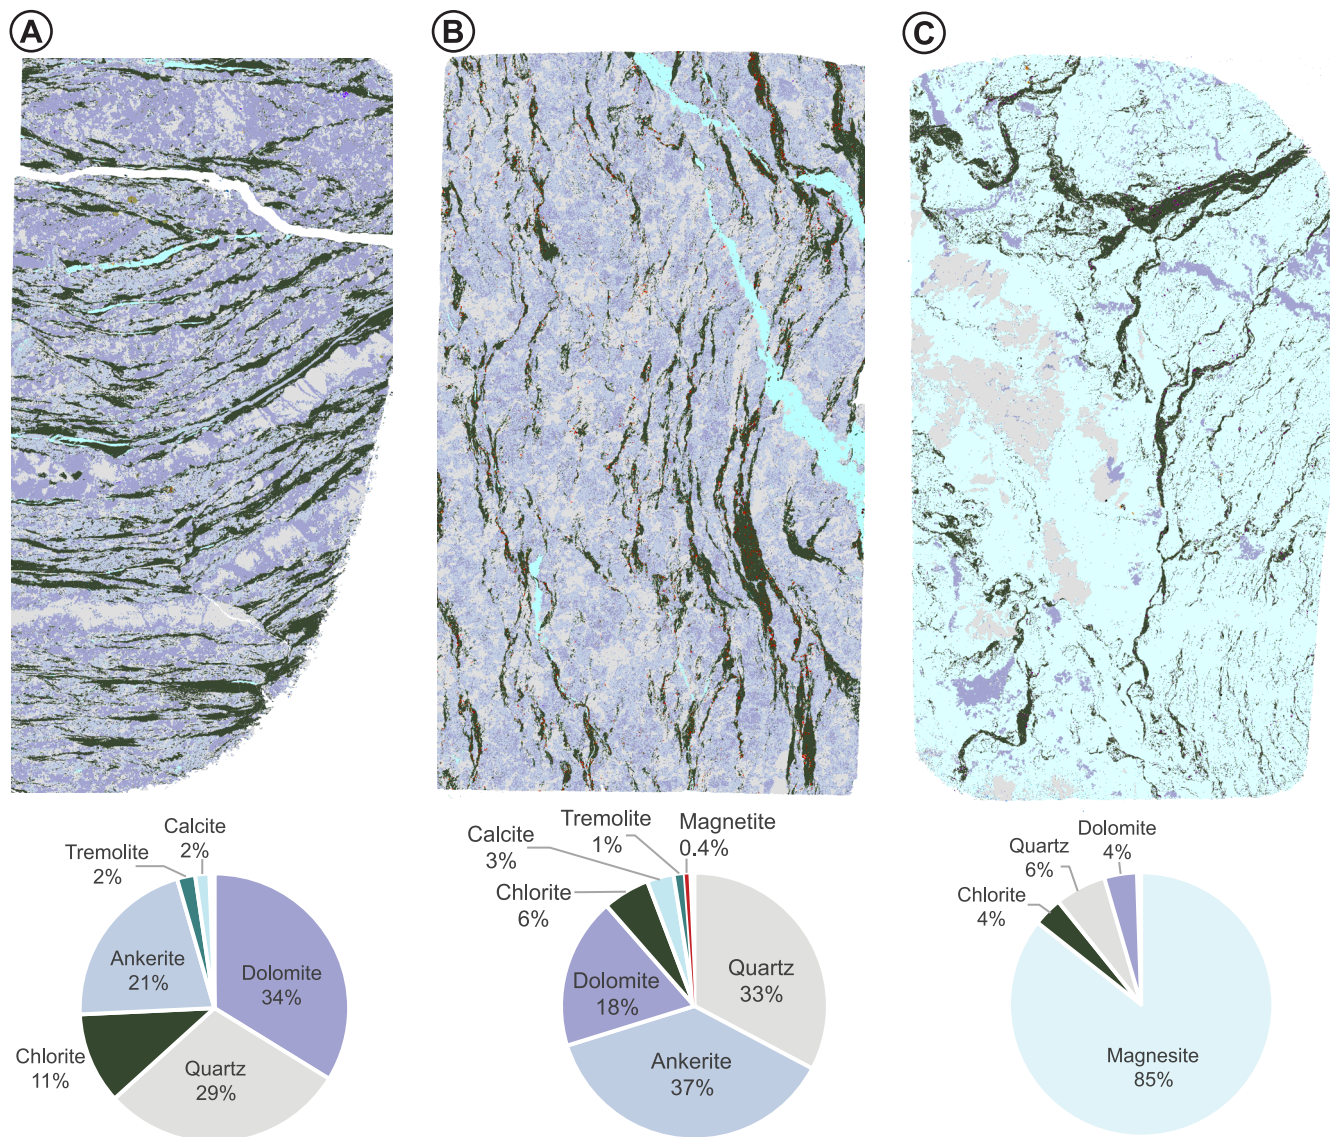 A
B
C
Calcite
2%
Tremolite
2%
Ankerite
21%
Dolomite
34%
Chlorite
11%
Quartz
29%
Tremolite
1%
Magnetite
0.4%
Calcite
3%
Chlorite
6%
Dolomite
18%
Quartz
33%
Ankerite
37%
Dolomite
4%
Quartz
6%
Chlorite
4%
Magnesite
85%